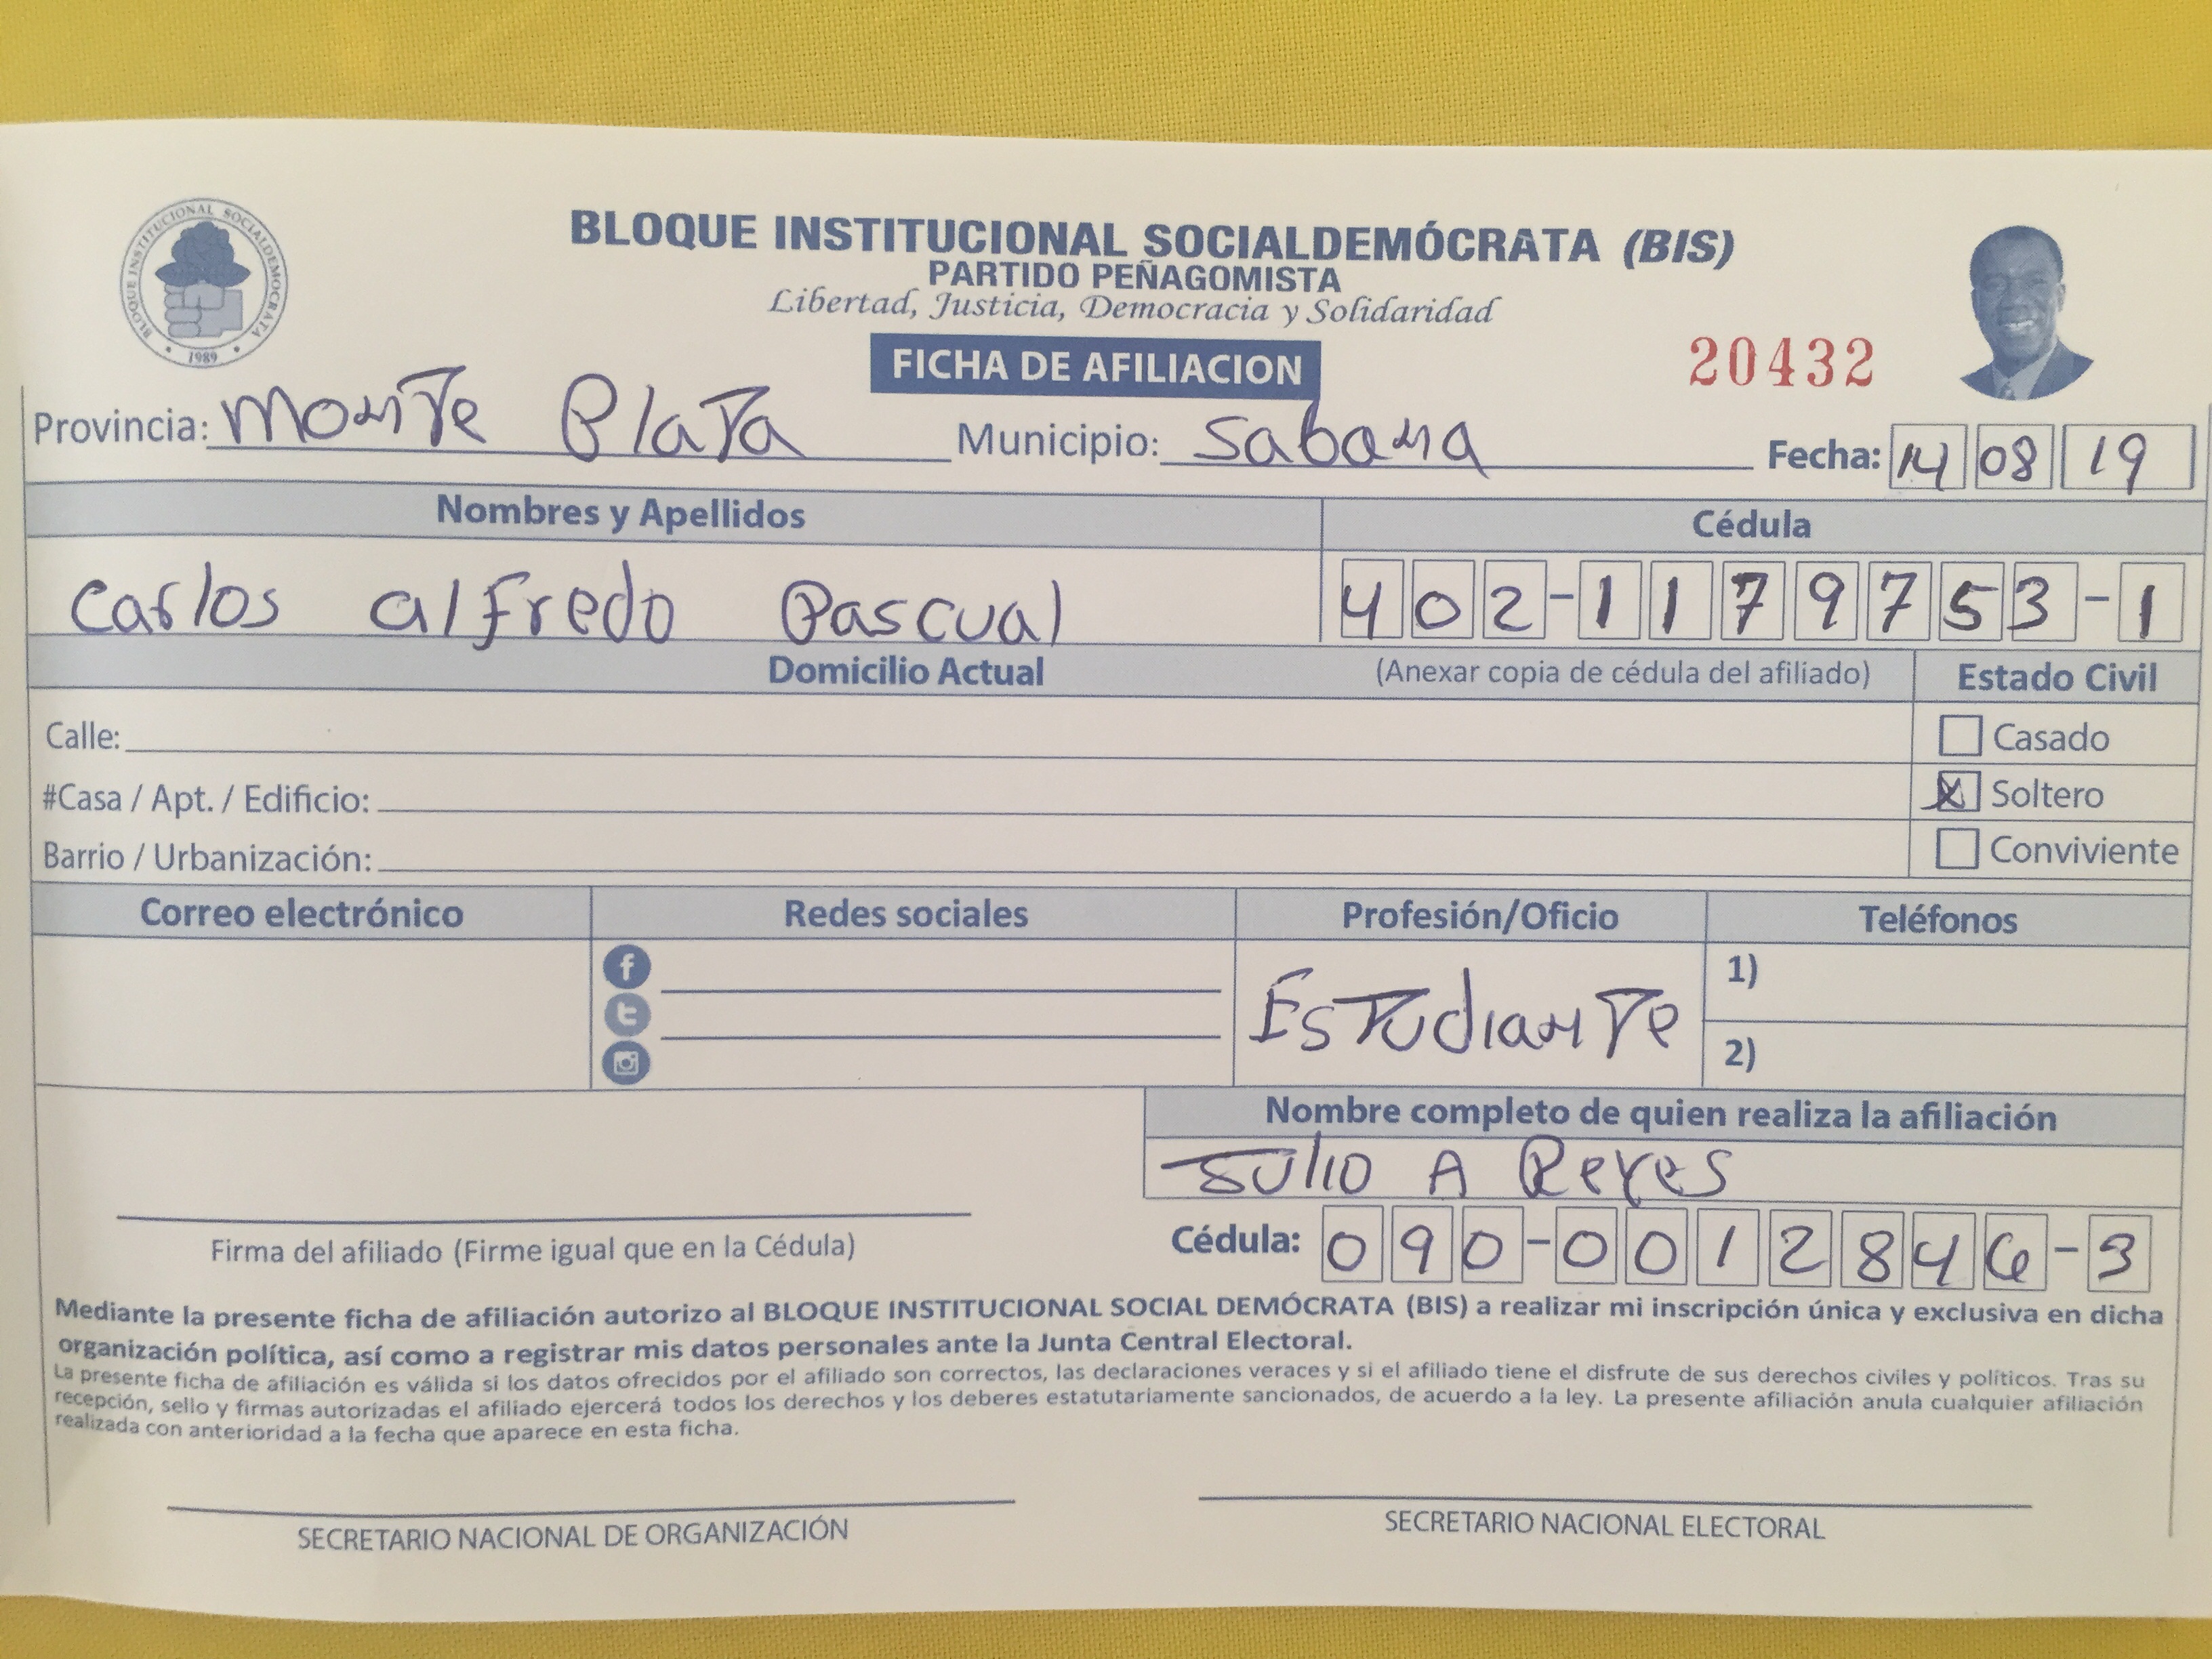 BLOQUE INSTITUCIONAL SOCIALDEMOCRATA
1989
BLOQUE INSTITUCIONAL SOCIALDEMÓCRATA (BIS)
PARTIDO PEÑAGOMISTA
Libertad, Justicia, Democracia y Solidaridad
FICHA DE AFILIACION
20432
Provincia: Monte Plata Municipio: Sabana Fecha: 14 08 19
Nombres y Apellidos Cédula
Carlos alfredo Pascual 402-1179753-1
Domicilio Actual (Anexar copia de cédula del afiliado) Estado Civil
Calle: Casado
#Casa / Apt. / Edificio: Soltero
Barrio / Urbanización: Conviviente
Correo electrónico Redes sociales Profesión/Oficio Teléfonos
Estudiante
1)
2)
Nombre completo de quien realiza la afiliación
Julio A Reyes
Firma del afiliado (Firme igual que en la Cédula) Cédula: 090-0012846-3
Mediante la presente ficha de afiliación autorizo al BLOQUE INSTITUCIONAL SOCIAL DEMÓCRATA (BIS) a realizar mi inscripción única y exclusiva en dicha
organización política, así como a registrar mis datos personales ante la Junta Central Electoral.
La presente ficha de afiliación es válida si los datos ofrecidos por el afiliado son correctos, las declaraciones veraces y si el afiliado tiene el disfrute de sus derechos civiles y políticos. Tras su
recepción, sello y firmas autorizadas el afiliado ejercerá todos los derechos y los deberes estatutariamente sancionados, de acuerdo a la ley. La presente afiliación anula cualquier afiliación
realizada con anterioridad a la fecha que aparece en esta ficha.
SECRETARIO NACIONAL DE ORGANIZACIÓN SECRETARIO NACIONAL ELECTORAL